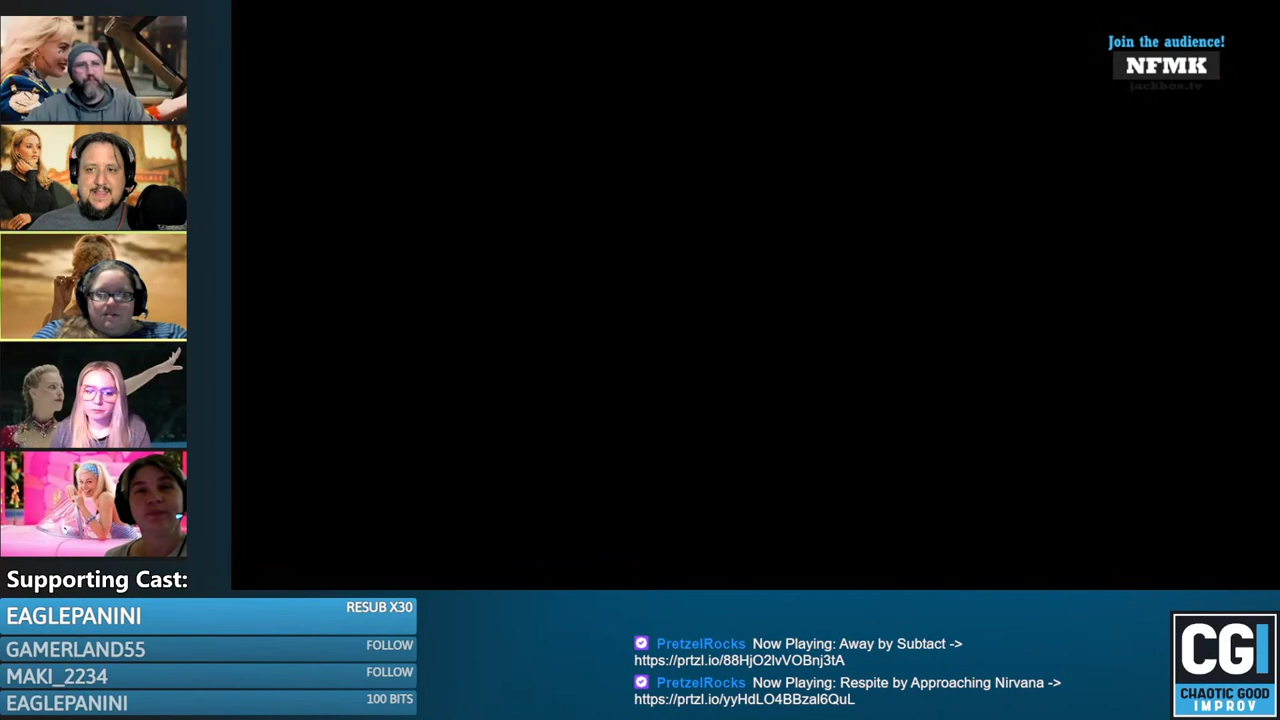 Join the audience!
NFMK
jackbox.tv
Supporting Cast:
EAGLEPANINI RESUB X30
GAMERLAND55 FOLLOW
MAKI_2234 FOLLOW
EAGLEPANINI 100 BITS
PretzelRocks Now Playing: Away by Subtact ->
https://prtzl.io/88HjO2lvVOBnj3tA
PretzelRocks Now Playing: Respite by Approaching Nirvana ->
https://prtzl.io/yyHdLO4BBzal6QuL
CGI
CHAOTIC GOOD
IMPROV